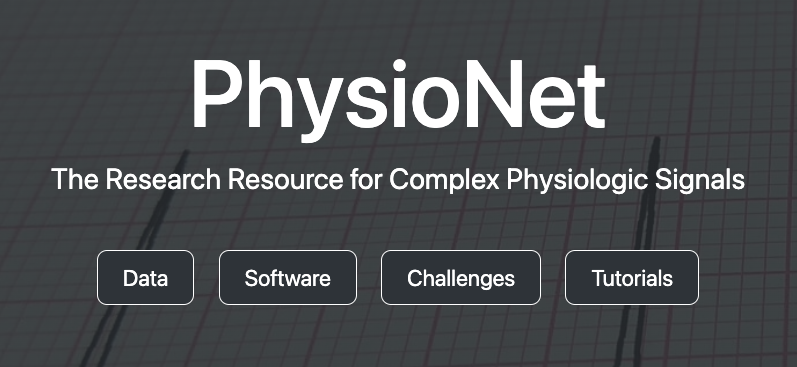 PhysioNet
The Research Resource for Complex Physiologic Signals
Data Software Challenges Tutorials